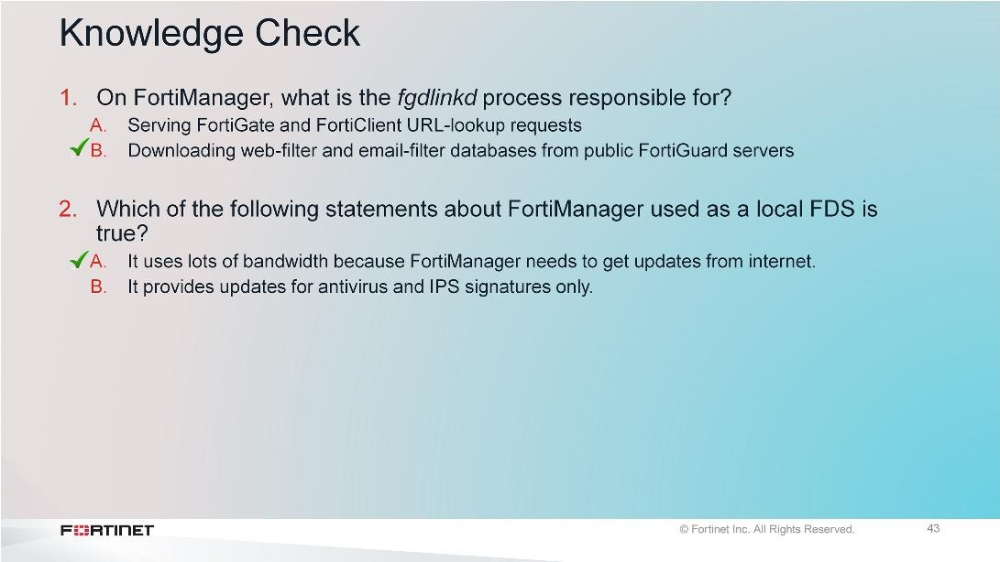 Knowledge Check
1. On FortiManager, what is the fgdlinkd process responsible for?
A. Serving FortiGate and FortiClient URL-lookup requests
B. Downloading web-filter and email-filter databases from public FortiGuard servers
2. Which of the following statements about FortiManager used as a local FDS is
true?
A. It uses lots of bandwidth because FortiManager needs to get updates from internet.
B. It provides updates for antivirus and IPS signatures only.
FORTINET
© Fortinet Inc. All Rights Reserved.
43